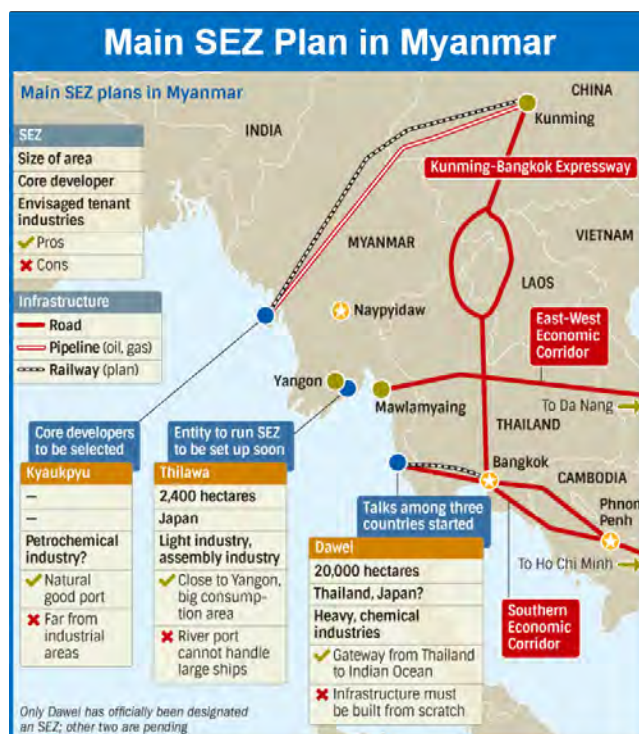 Main SEZ Plan in Myanmar
Main SEZ plans in Myanmar
SEZ
Size of area
Core developer
Envisaged tenant
industries
✓ Pros
✖ Cons
Infrastructure
Road
Pipeline (oil, gas)
Railway (plan)
CHINA
Kunming
INDIA
Kunming-Bangkok Expressway
MYANMAR
VIETNAM
LAOS
Naypyidaw
East-West
Economic
Corridor
Yangon
Mawlamyaing
To Da Nang
THAILAND
Bangkok
CAMBODIA
Phnom
Penh
To Ho Chi Minh
Southern
Economic
Corridor
Core developers
to be selected
Kyaukpyu
–
–
Petrochemical
industry?
✓ Natural
good port
✖ Far from
industrial
areas
Entity to run SEZ
to be set up soon
Thilawa
2,400 hectares
Japan
Light industry,
assembly industry
✓ Close to Yangon,
big consump-
tion area
✖ River port
cannot handle
large ships
Talks among three
countries started
Dawei
20,000 hectares
Thailand, Japan?
Heavy, chemical
industries
✓ Gateway from Thailand
to Indian Ocean
✖ Infrastructure must
be built from scratch
Only Dawei has officially been designated
an SEZ; other two are pending